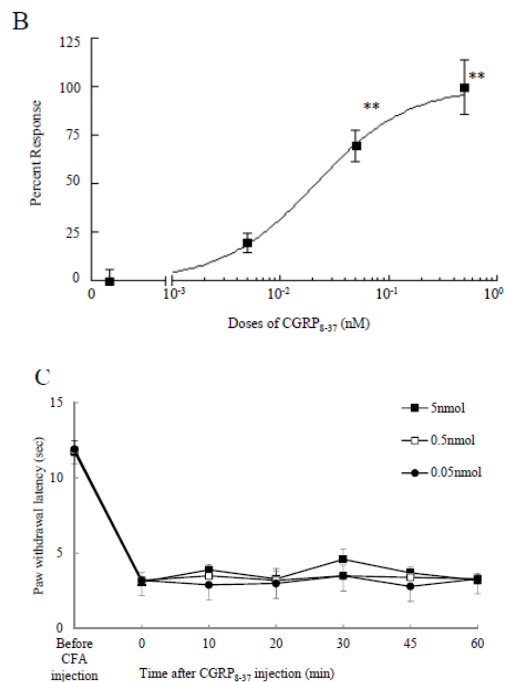 B
125
100
75
50
25
0
Percent Response
**
**
0 10⁻³ 10⁻² 10⁻¹ 10⁰
Doses of CGRP₈₋₃₇ (nM)
C
15
10
5
0
Paw withdrawal latency (sec)
5nmol
0.5nmol
0.05nmol
Before CFA injection 0 10 20 30 45 60
Time after CGRP₈₋₃₇ injection (min)